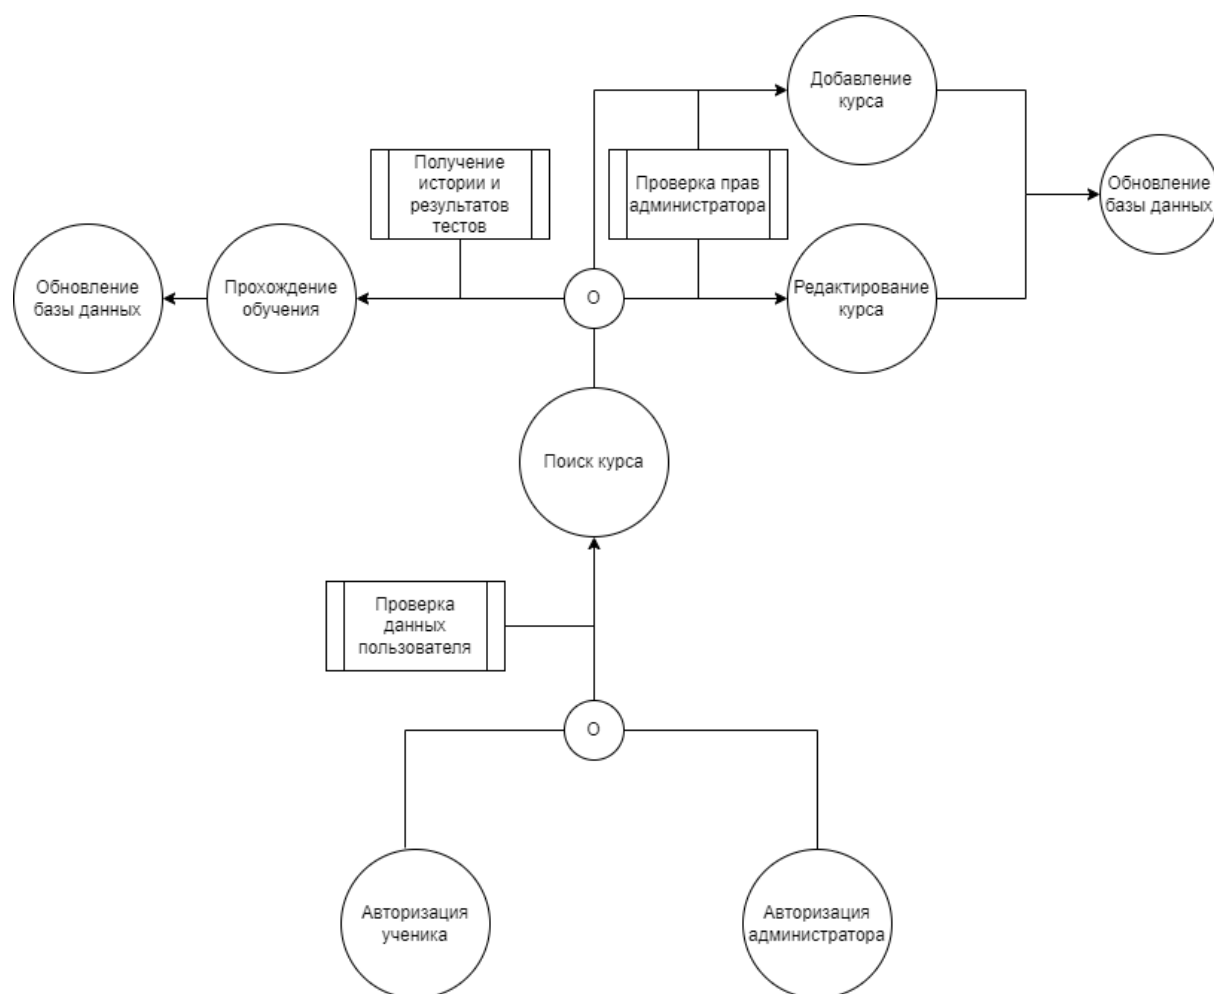 Добавление
курса
Получение
истории и
результатов
тестов
Проверка прав
администратора
Обновление
базы данных
Обновление
базы данных
Прохождение
обучения
О
Редактирование
курса
Поиск курса
Проверка
данных
пользователя
О
Авторизация
ученика
Авторизация
администратора